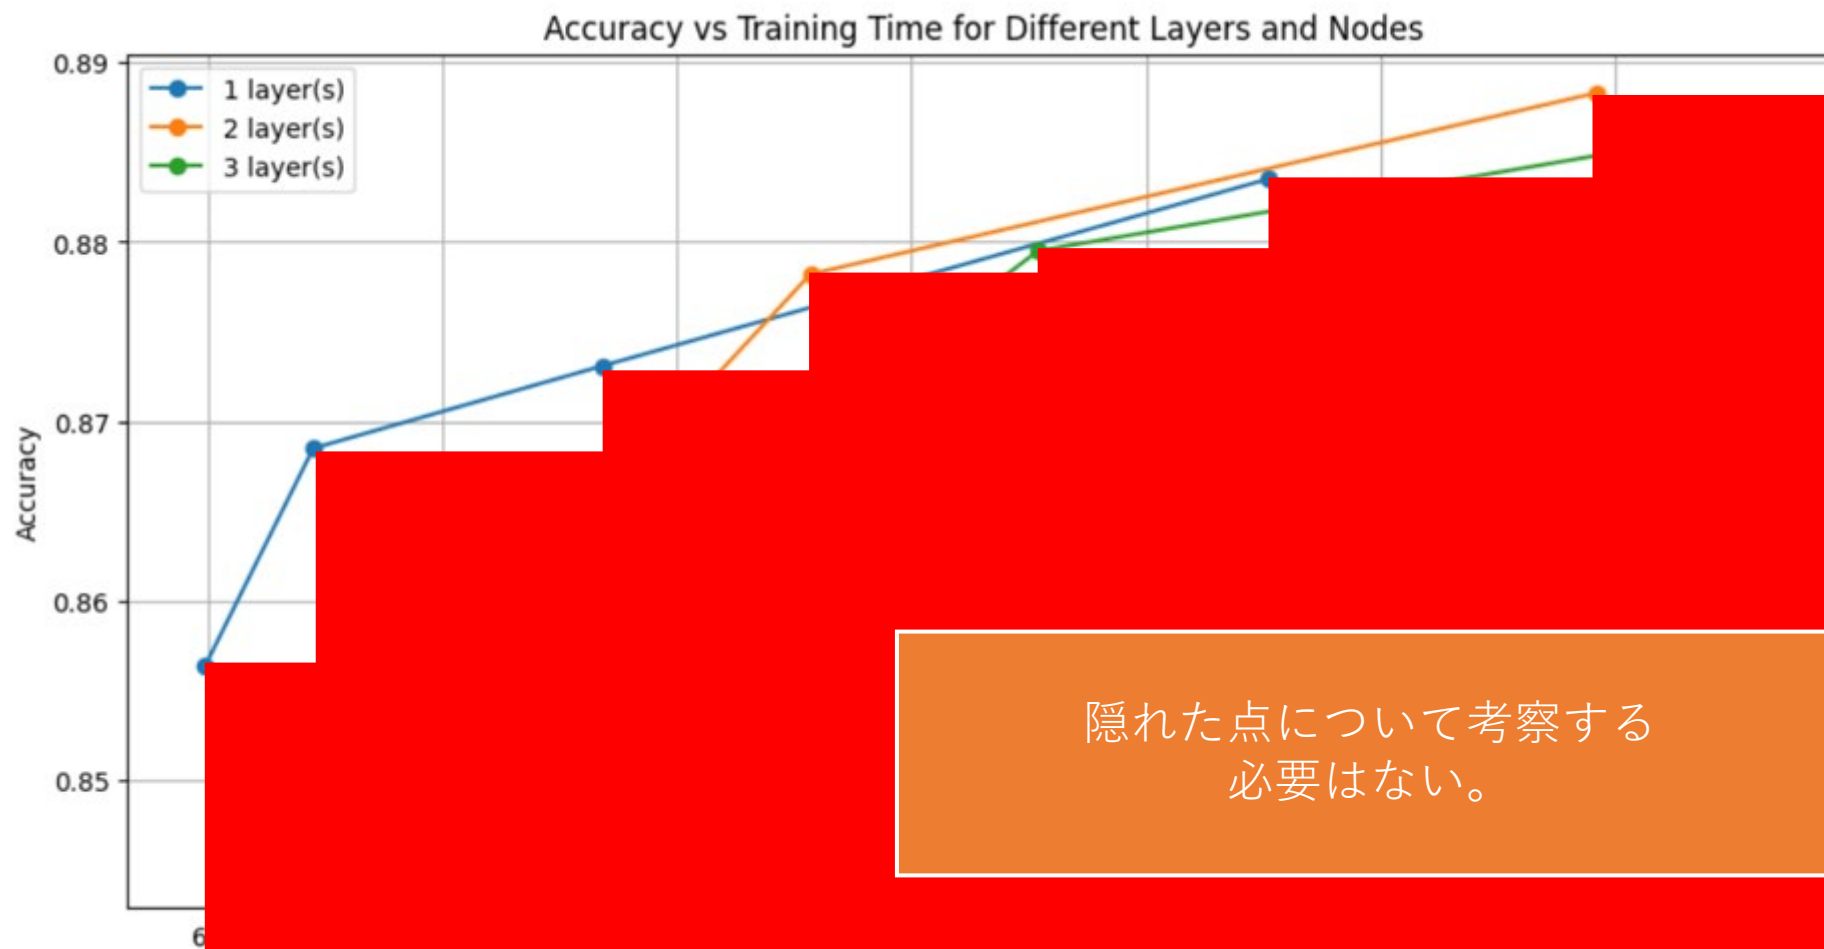 Accuracy vs Training Time for Different Layers and Nodes
0.89
1 layer(s)
2 layer(s)
3 layer(s)
0.88
0.87
Accuracy
0.86
隠れた点について考察する
必要はない。
0.85
6